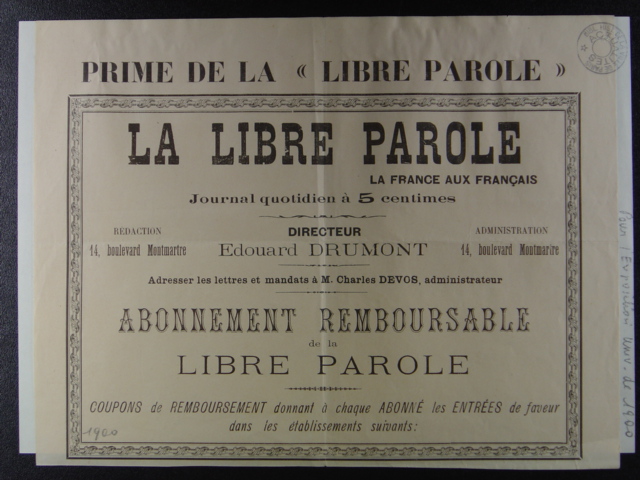 PRIME DE LA « LIBRE PAROLE »
LA LIBRE PAROLE
LA FRANCE AUX FRANÇAIS
Journal quotidien à 5 centimes
RÉDACTION
14, boulevard Montmartre
DIRECTEUR
Edouard DRUMONT
ADMINISTRATION
14, boulevard Montmartre
Adresser les lettres et mandats à M. Charles DEVOS, administrateur
ABONNEMENT REMBOURSABLE
de la
LIBRE PAROLE
COUPONS de REMBOURSEMENT donnant à chaque ABONNÉ les ENTRÉES de faveur
dans les établissements suivants:
1900
Pour l'Exposition Univ. de 1900